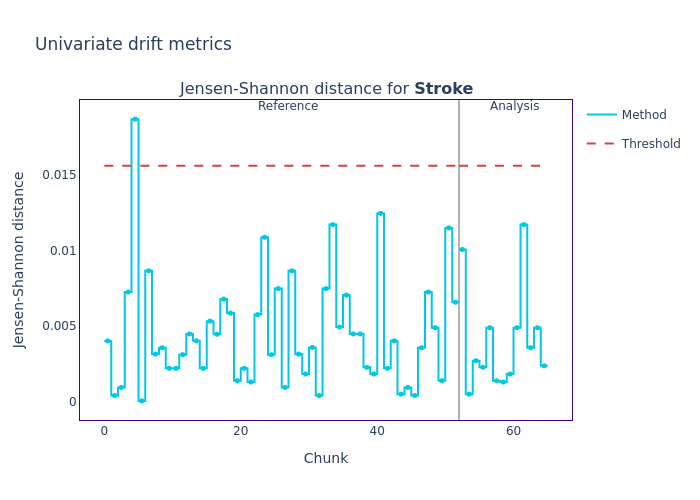 Univariate drift metrics
Jensen-Shannon distance for Stroke
Reference
Analysis
Method
Threshold
Jensen-Shannon distance
0.015
0.01
0.005
0
0
20
40
60
Chunk